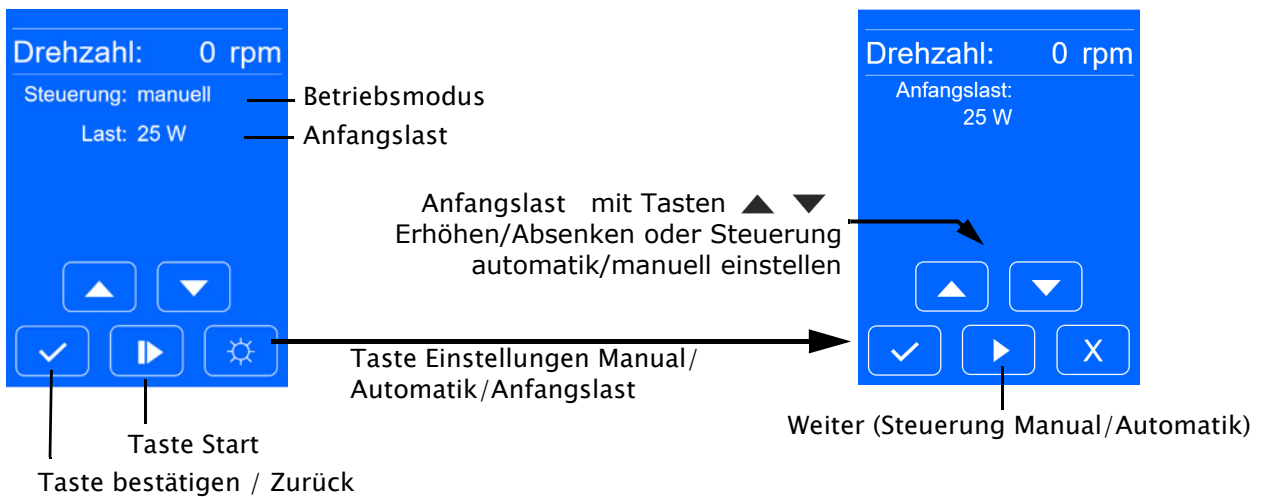 Drehzahl: 0 rpm
Steuerung: manuell
Last: 25 W
Betriebsmodus
Anfangslast
Drehzahl: 0 rpm
Anfangslast:
25 W
Anfangslast mit Tasten ▲ ▼
Erhöhen/Absenken oder Steuerung
automatik/manuell einstellen
X
Taste Einstellungen Manual/
Automatik/Anfangslast
Weiter (Steuerung Manual/Automatik)
Taste Start
Taste bestätigen / Zurück